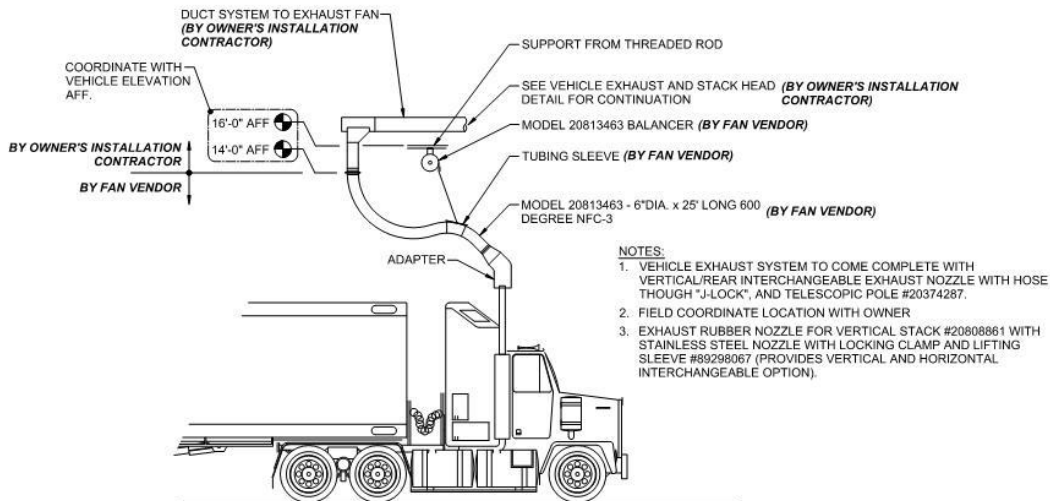 DUCT SYSTEM TO EXHAUST FAN
(BY OWNER'S INSTALLATION
CONTRACTOR)
SUPPORT FROM THREADED ROD
COORDINATE WITH
VEHICLE ELEVATION
AFF.
SEE VEHICLE EXHAUST AND STACK HEAD (BY OWNER'S INSTALLATION
DETAIL FOR CONTINUATION CONTRACTOR)
16'-0" AFF
MODEL 20813463 BALANCER (BY FAN VENDOR)
BY OWNER'S INSTALLATION
CONTRACTOR
14'-0" AFF
TUBING SLEEVE (BY FAN VENDOR)
BY FAN VENDOR
MODEL 20813463 - 6"DIA. x 25' LONG 600 (BY FAN VENDOR)
DEGREE NFC-3
ADAPTER
NOTES:
1. VEHICLE EXHAUST SYSTEM TO COME COMPLETE WITH
VERTICAL/REAR INTERCHANGEABLE EXHAUST NOZZLE WITH HOSE
THOUGH "J-LOCK", AND TELESCOPIC POLE #20374287.
2. FIELD COORDINATE LOCATION WITH OWNER
3. EXHAUST RUBBER NOZZLE FOR VERTICAL STACK #20808861 WITH
STAINLESS STEEL NOZZLE WITH LOCKING CLAMP AND LIFTING
SLEEVE #89298067 (PROVIDES VERTICAL AND HORIZONTAL
INTERCHANGEABLE OPTION).